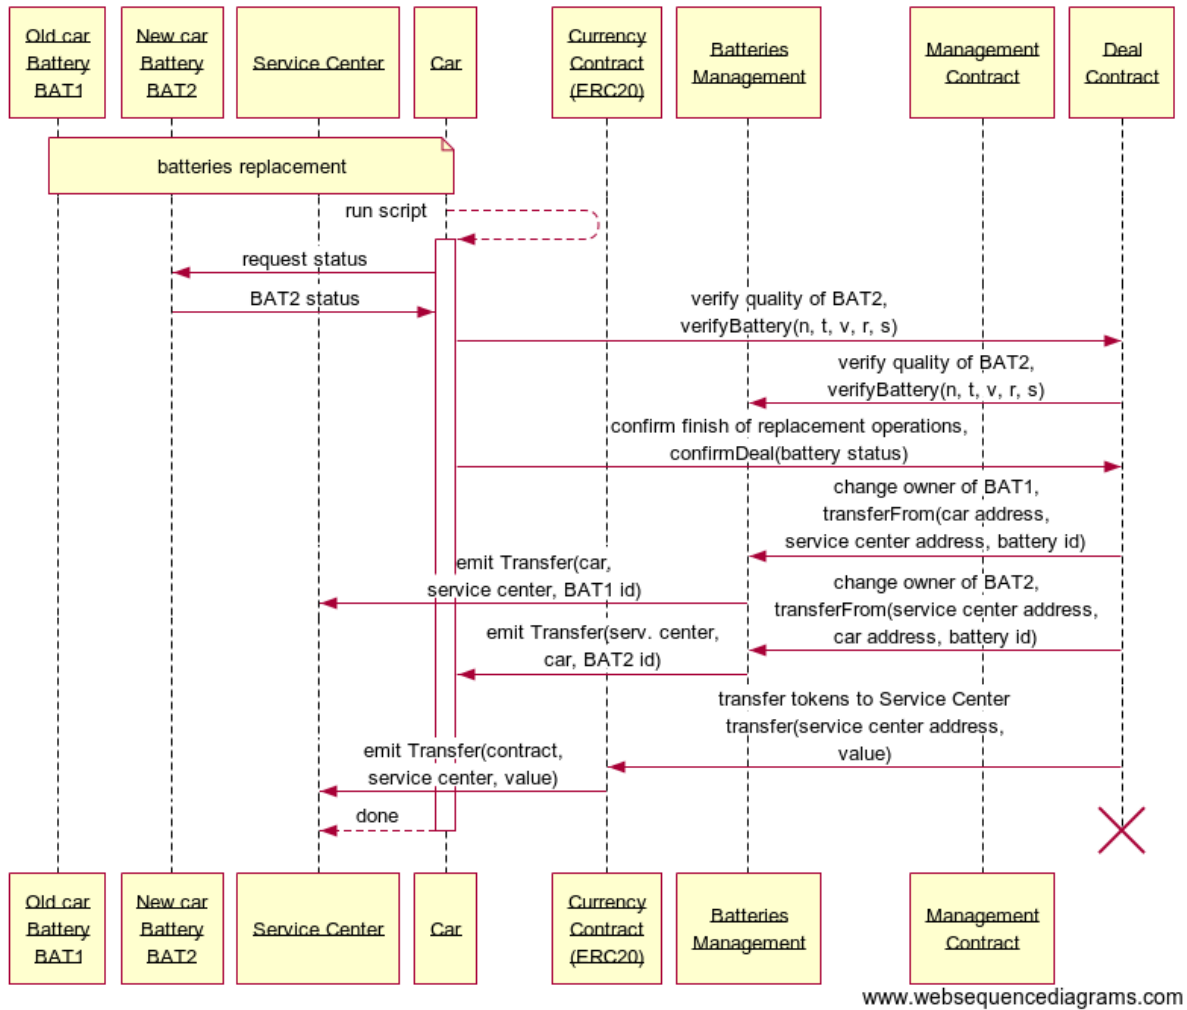 Old car
Battery
BAT1
New car
Battery
BAT2
Service Center
Car
Currency
Contract
(ERC20)
Batteries
Management
Management
Contract
Deal
Contract
batteries replacement
run script
request status
BAT2 status
verify quality of BAT2,
verifyBattery(n, t, v, r, s)
verify quality of BAT2,
verifyBattery(n, t, v, r, s)
confirm finish of replacement operations,
confirmDeal(battery status)
change owner of BAT1,
transferFrom(car address,
service center address, battery id)
emit Transfer(car,
service center, BAT1 id)
change owner of BAT2,
transferFrom(service center address,
car address, battery id)
emit Transfer(serv. center,
car, BAT2 id)
transfer tokens to Service Center
transfer(service center address,
value)
emit Transfer(contract,
service center, value)
done
Old car
Battery
BAT1
New car
Battery
BAT2
Service Center
Car
Currency
Contract
(ERC20)
Batteries
Management
Management
Contract
www.websequencediagrams.com